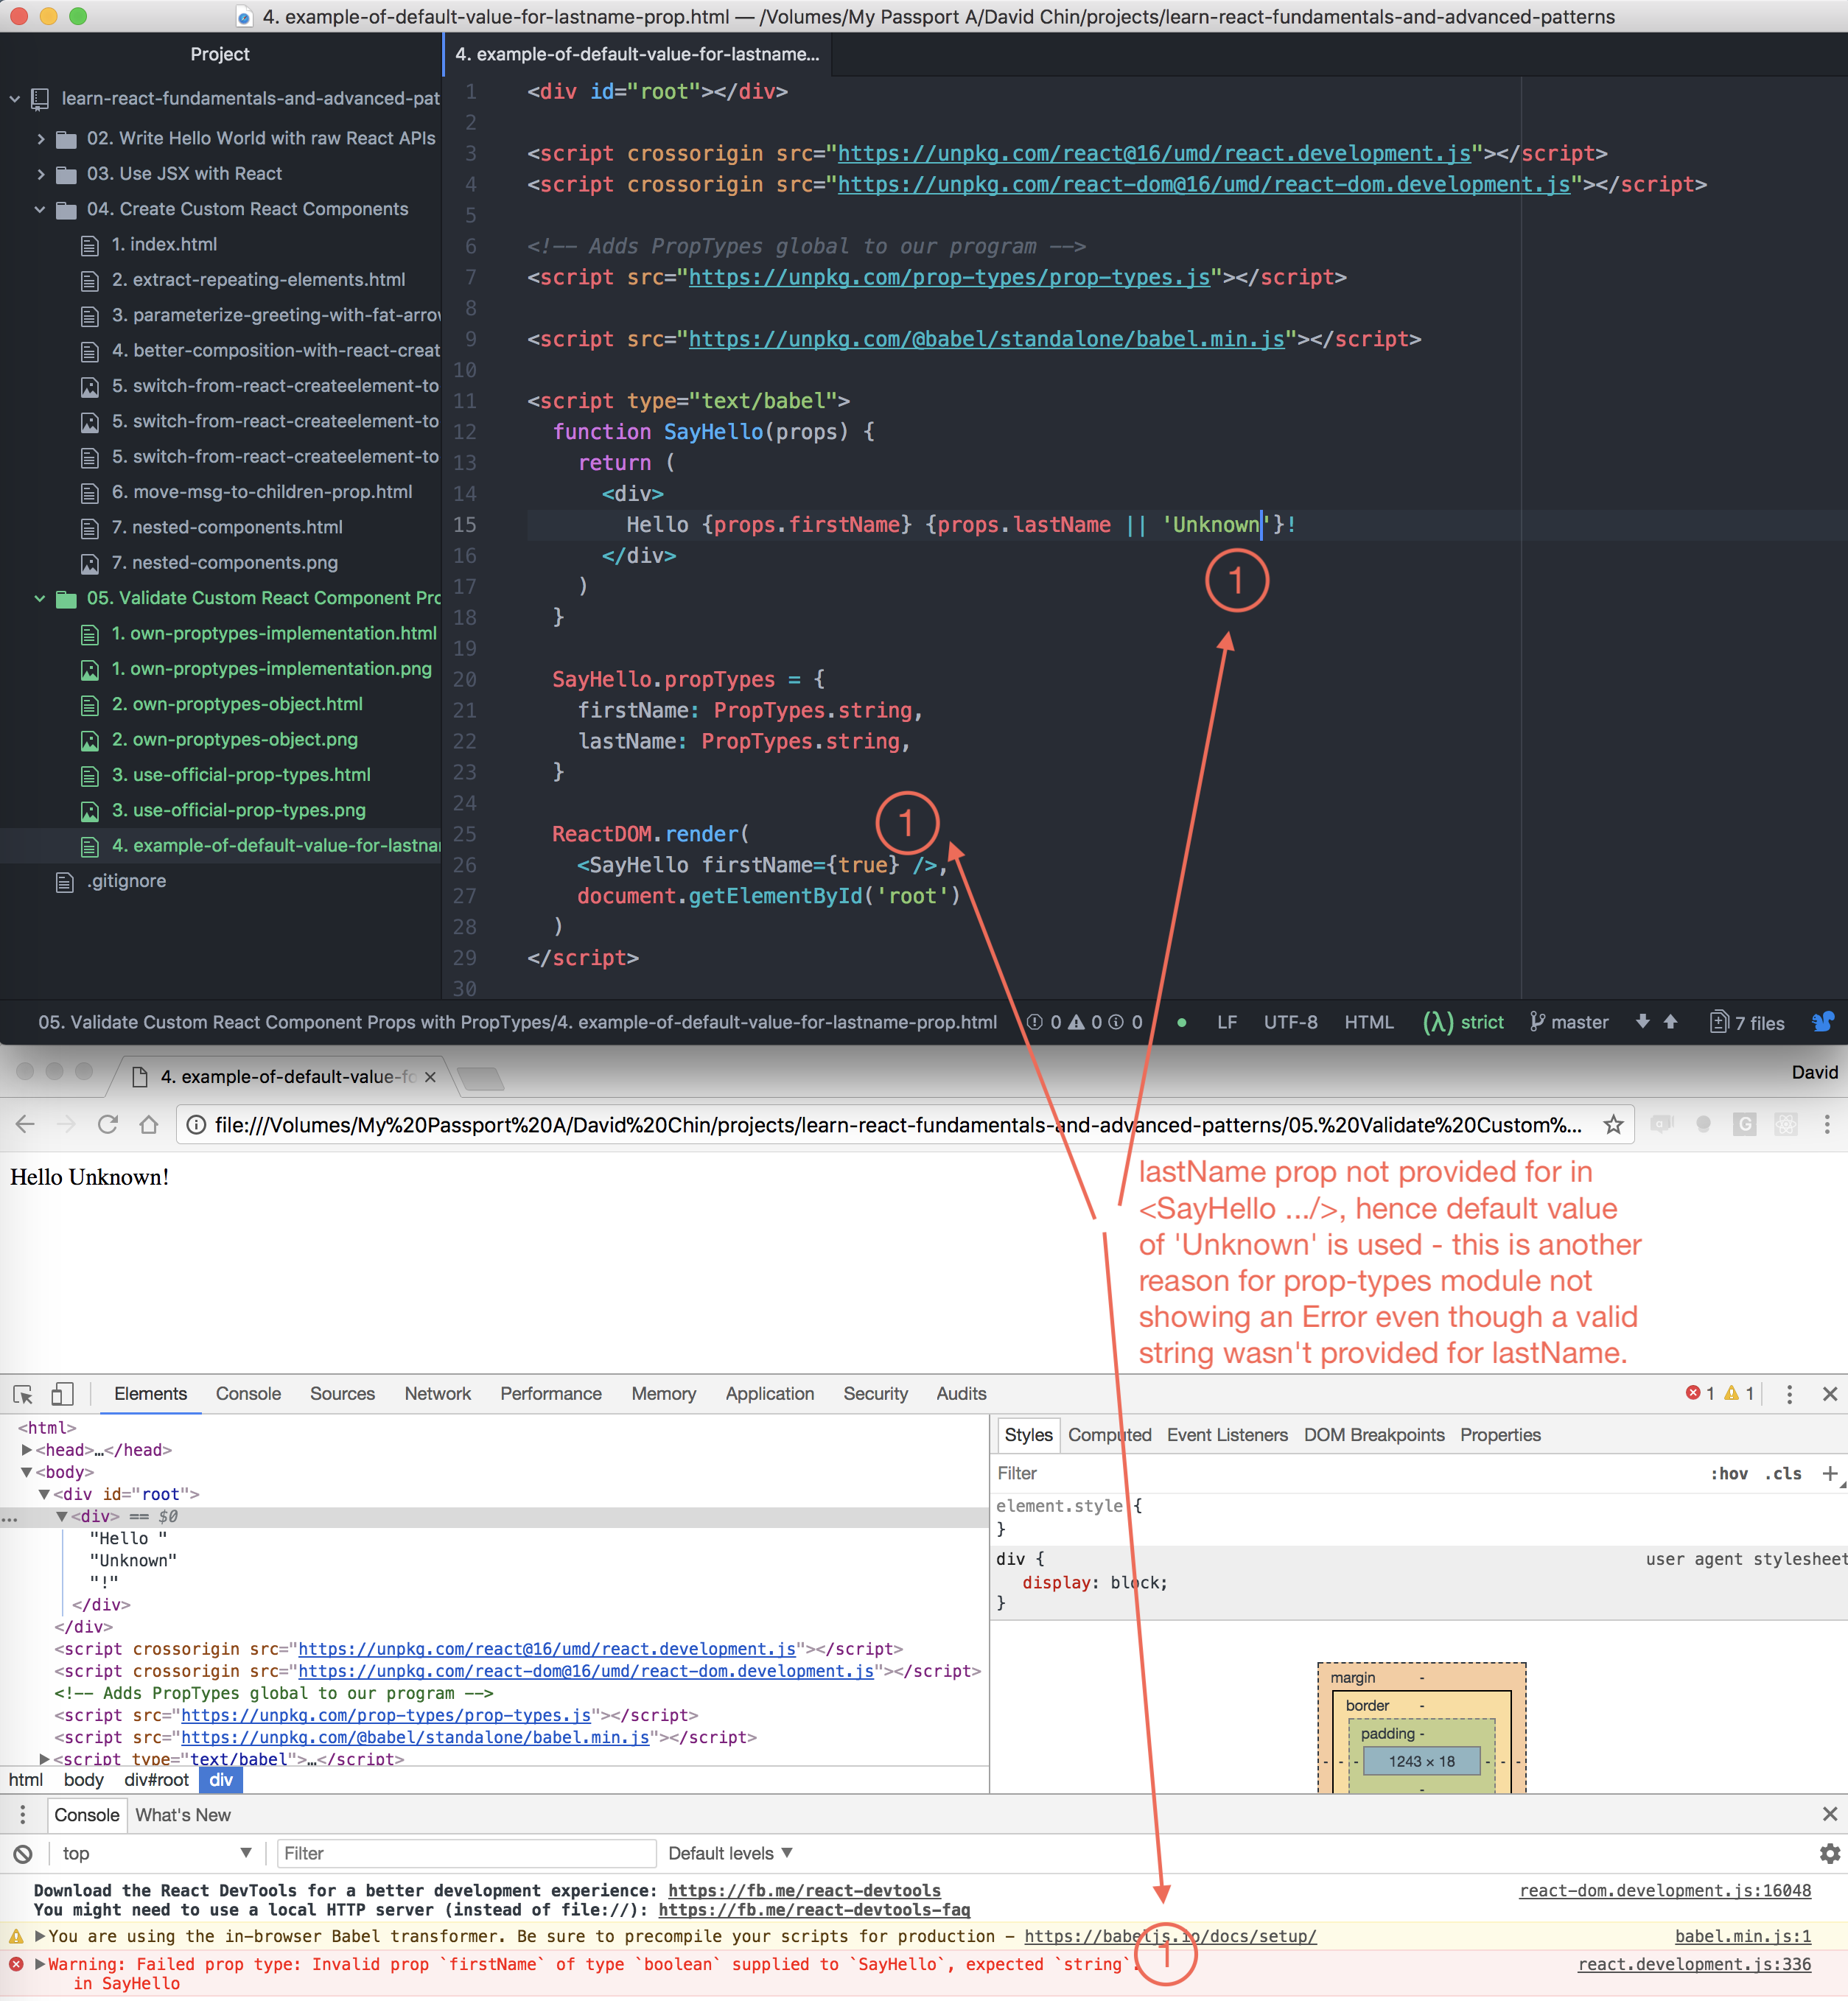 4. example-of-default-value-for-lastname-prop.html — /Volumes/My Passport A/David Chin/projects/learn-react-fundamentals-and-advanced-patterns
Project
learn-react-fundamentals-and-advanced-pat
02. Write Hello World with raw React APIs
03. Use JSX with React
04. Create Custom React Components
1. index.html
2. extract-repeating-elements.html
3. parameterize-greeting-with-fat-arrow
4. better-composition-with-react-creat
5. switch-from-react-createelement-to
5. switch-from-react-createelement-to
5. switch-from-react-createelement-to
6. move-msg-to-children-prop.html
7. nested-components.html
7. nested-components.png
05. Validate Custom React Component Pro
1. own-proptypes-implementation.html
1. own-proptypes-implementation.png
2. own-proptypes-object.html
2. own-proptypes-object.png
3. use-official-prop-types.html
3. use-official-prop-types.png
4. example-of-default-value-for-lastnar
.gitignore
4. example-of-default-value-for-lastname...
1 <div id="root"></div>
2
3 <script crossorigin src="https://unpkg.com/react@16/umd/react.development.js"></script>
4 <script crossorigin src="https://unpkg.com/react-dom@16/umd/react-dom.development.js"></script>
5
6 <!-- Adds PropTypes global to our program -->
7 <script src="https://unpkg.com/prop-types/prop-types.js"></script>
8
9 <script src="https://unpkg.com/@babel/standalone/babel.min.js"></script>
10
11 <script type="text/babel">
12 function SayHello(props) {
13 return (
14 <div>
15 Hello {props.firstName} {props.lastName || 'Unknown'}!
16 </div>
1
17 )
18 }
19
20 SayHello.propTypes = {
21 firstName: PropTypes.string,
22 lastName: PropTypes.string,
23 }
24
1
25 ReactDOM.render(
26 <SayHello firstName={true} />,
27 document.getElementById('root')
28 )
29 </script>
30
05. Validate Custom React Component Props with PropTypes/4. example-of-default-value-for-lastname-prop.html 0 0 0 LF UTF-8 HTML (λ) strict master 7 files
4. example-of-default-value-fo
David
file:///Volumes/My%20Passport%20A/David%20Chin/projects/learn-react-fundamentals-and-advanced-patterns/05.%20Validate%20Custom%...
G
Hello Unknown!
lastName prop not provided for in
<SayHello .../>, hence default value
of 'Unknown' is used - this is another
reason for prop-types module not
showing an Error even though a valid
string wasn't provided for lastName.
Elements Console Sources Network Performance Memory Application Security Audits 1 1
<html>
<head>…</head>
<body>
<div id="root">
... <div> == $0
"Hello "
"Unknown"
"!"
</div>
</div>
<script crossorigin src="https://unpkg.com/react@16/umd/react.development.js"></script>
<script crossorigin src="https://unpkg.com/react-dom@16/umd/react-dom.development.js"></script>
<!-- Adds PropTypes global to our program -->
<script src="https://unpkg.com/prop-types/prop-types.js"></script>
<script src="https://unpkg.com/@babel/standalone/babel.min.js"></script>
<script type="text/babel">…</script>
html body div#root div
Styles Computed Event Listeners DOM Breakpoints Properties
Filter :hov .cls +
element.style {
}
div { user agent stylesheet
display: block;
}
margin -
border -
padding -
- - - 1243 × 18 - - -
-
Console What's New
top Filter Default levels
Download the React DevTools for a better development experience: https://fb.me/react-devtools react-dom.development.js:16048
You might need to use a local HTTP server (instead of file://): https://fb.me/react-devtools-faq
You are using the in-browser Babel transformer. Be sure to precompile your scripts for production - https://babeljs.io/docs/setup/ babel.min.js:1
Warning: Failed prop type: Invalid prop `firstName` of type `boolean` supplied to `SayHello`, expected `string`. 1 react.development.js:336
in SayHello